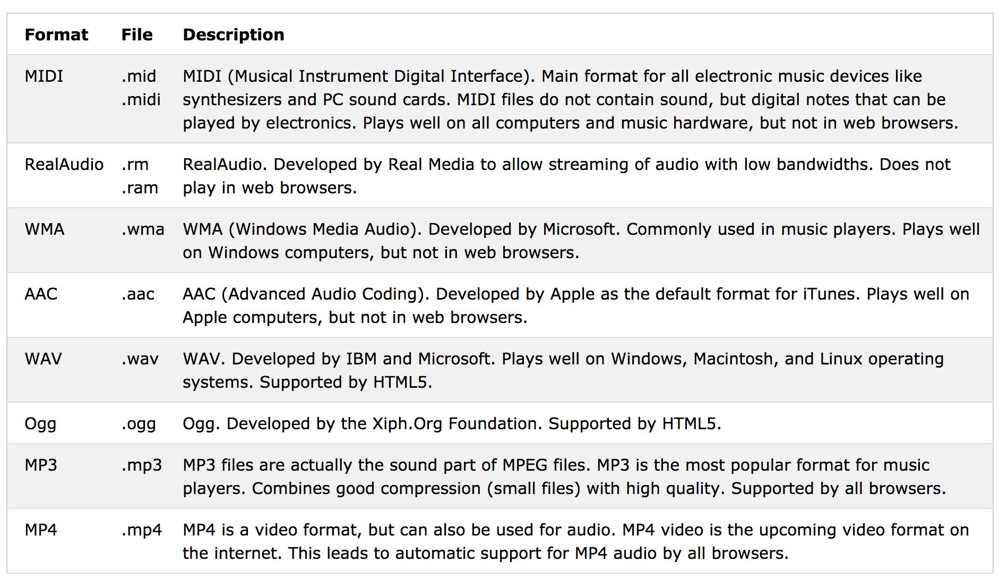 Format File Description
MIDI .mid MIDI (Musical Instrument Digital Interface). Main format for all electronic music devices like
.midi synthesizers and PC sound cards. MIDI files do not contain sound, but digital notes that can be
played by electronics. Plays well on all computers and music hardware, but not in web browsers.
RealAudio .rm RealAudio. Developed by Real Media to allow streaming of audio with low bandwidths. Does not
.ram play in web browsers.
WMA .wma WMA (Windows Media Audio). Developed by Microsoft. Commonly used in music players. Plays well
on Windows computers, but not in web browsers.
AAC .aac AAC (Advanced Audio Coding). Developed by Apple as the default format for iTunes. Plays well on
Apple computers, but not in web browsers.
WAV .wav WAV. Developed by IBM and Microsoft. Plays well on Windows, Macintosh, and Linux operating
systems. Supported by HTML5.
Ogg .ogg Ogg. Developed by the Xiph.Org Foundation. Supported by HTML5.
MP3 .mp3 MP3 files are actually the sound part of MPEG files. MP3 is the most popular format for music
players. Combines good compression (small files) with high quality. Supported by all browsers.
MP4 .mp4 MP4 is a video format, but can also be used for audio. MP4 video is the upcoming video format on
the internet. This leads to automatic support for MP4 audio by all browsers.